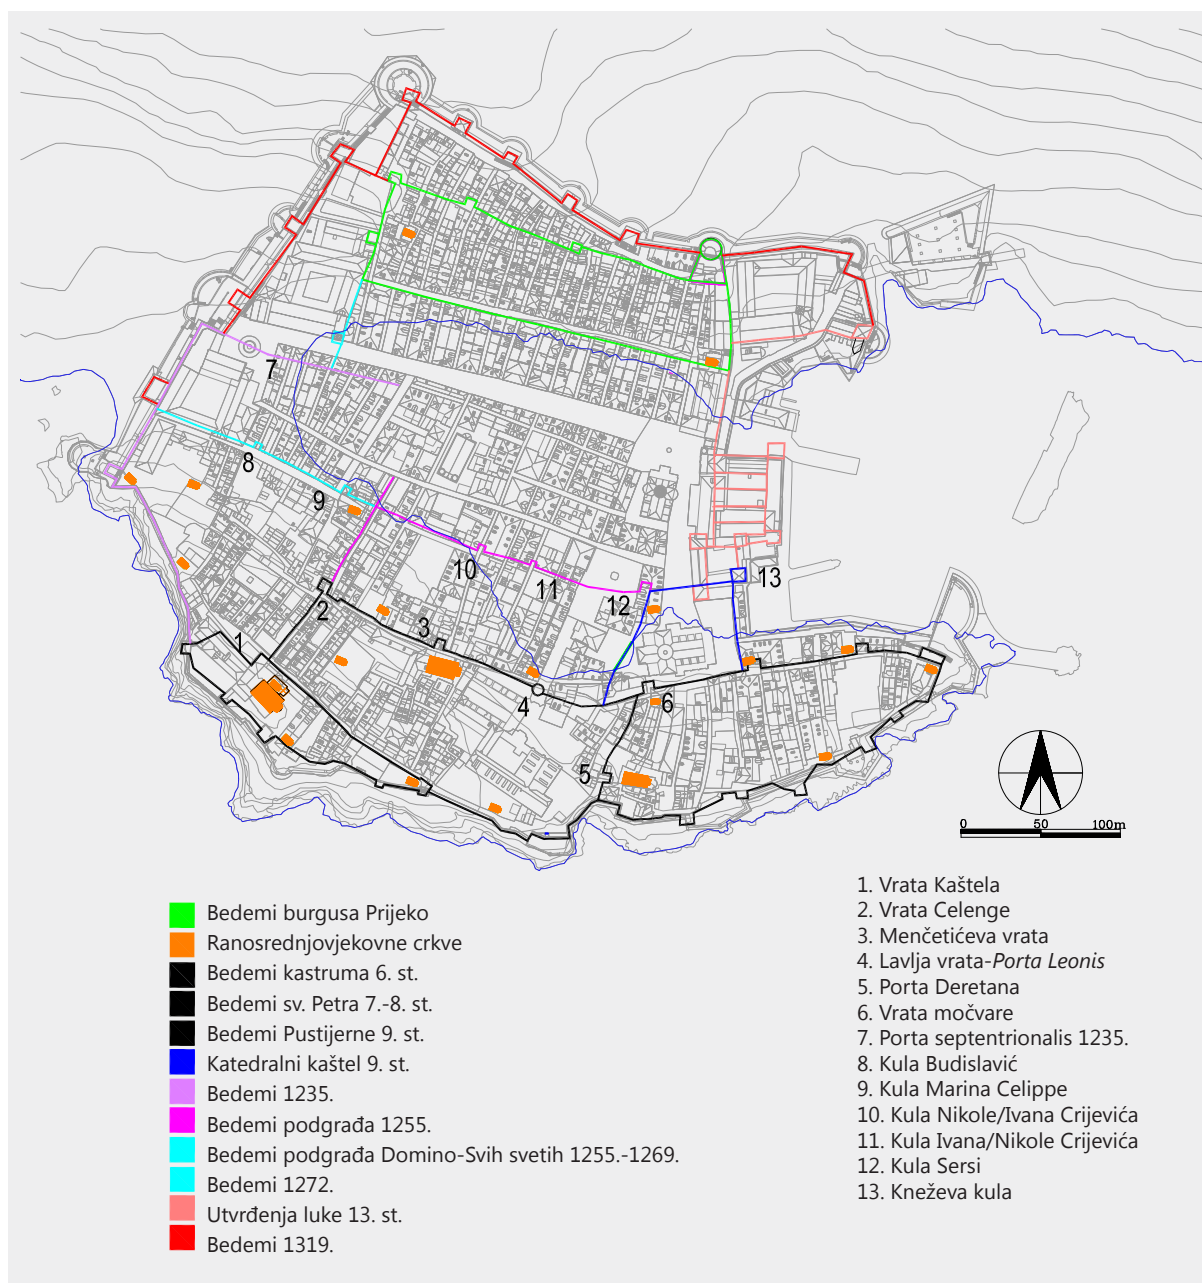 7
8
9
10
11
12
13
2
3
1
4
6
5
0 50 100m
Bedemi burgusa Prijeko
Ranosrednjovjekovne crkve
Bedemi kastruma 6. st.
Bedemi sv. Petra 7.-8. st.
Bedemi Pustijerne 9. st.
Katedralni kaštel 9. st.
Bedemi 1235.
Bedemi podgrađa 1255.
Bedemi podgrađa Domino-Svih svetih 1255.-1269.
Bedemi 1272.
Utvrđenja luke 13. st.
Bedemi 1319.
1. Vrata Kaštela
2. Vrata Celenge
3. Menčetićeva vrata
4. Lavlja vrata-Porta Leonis
5. Porta Deretana
6. Vrata močvare
7. Porta septentrionalis 1235.
8. Kula Budislavić
9. Kula Marina Celippe
10. Kula Nikole/Ivana Crijevića
11. Kula Ivana/Nikole Crijevića
12. Kula Sersi
13. Kneževa kula